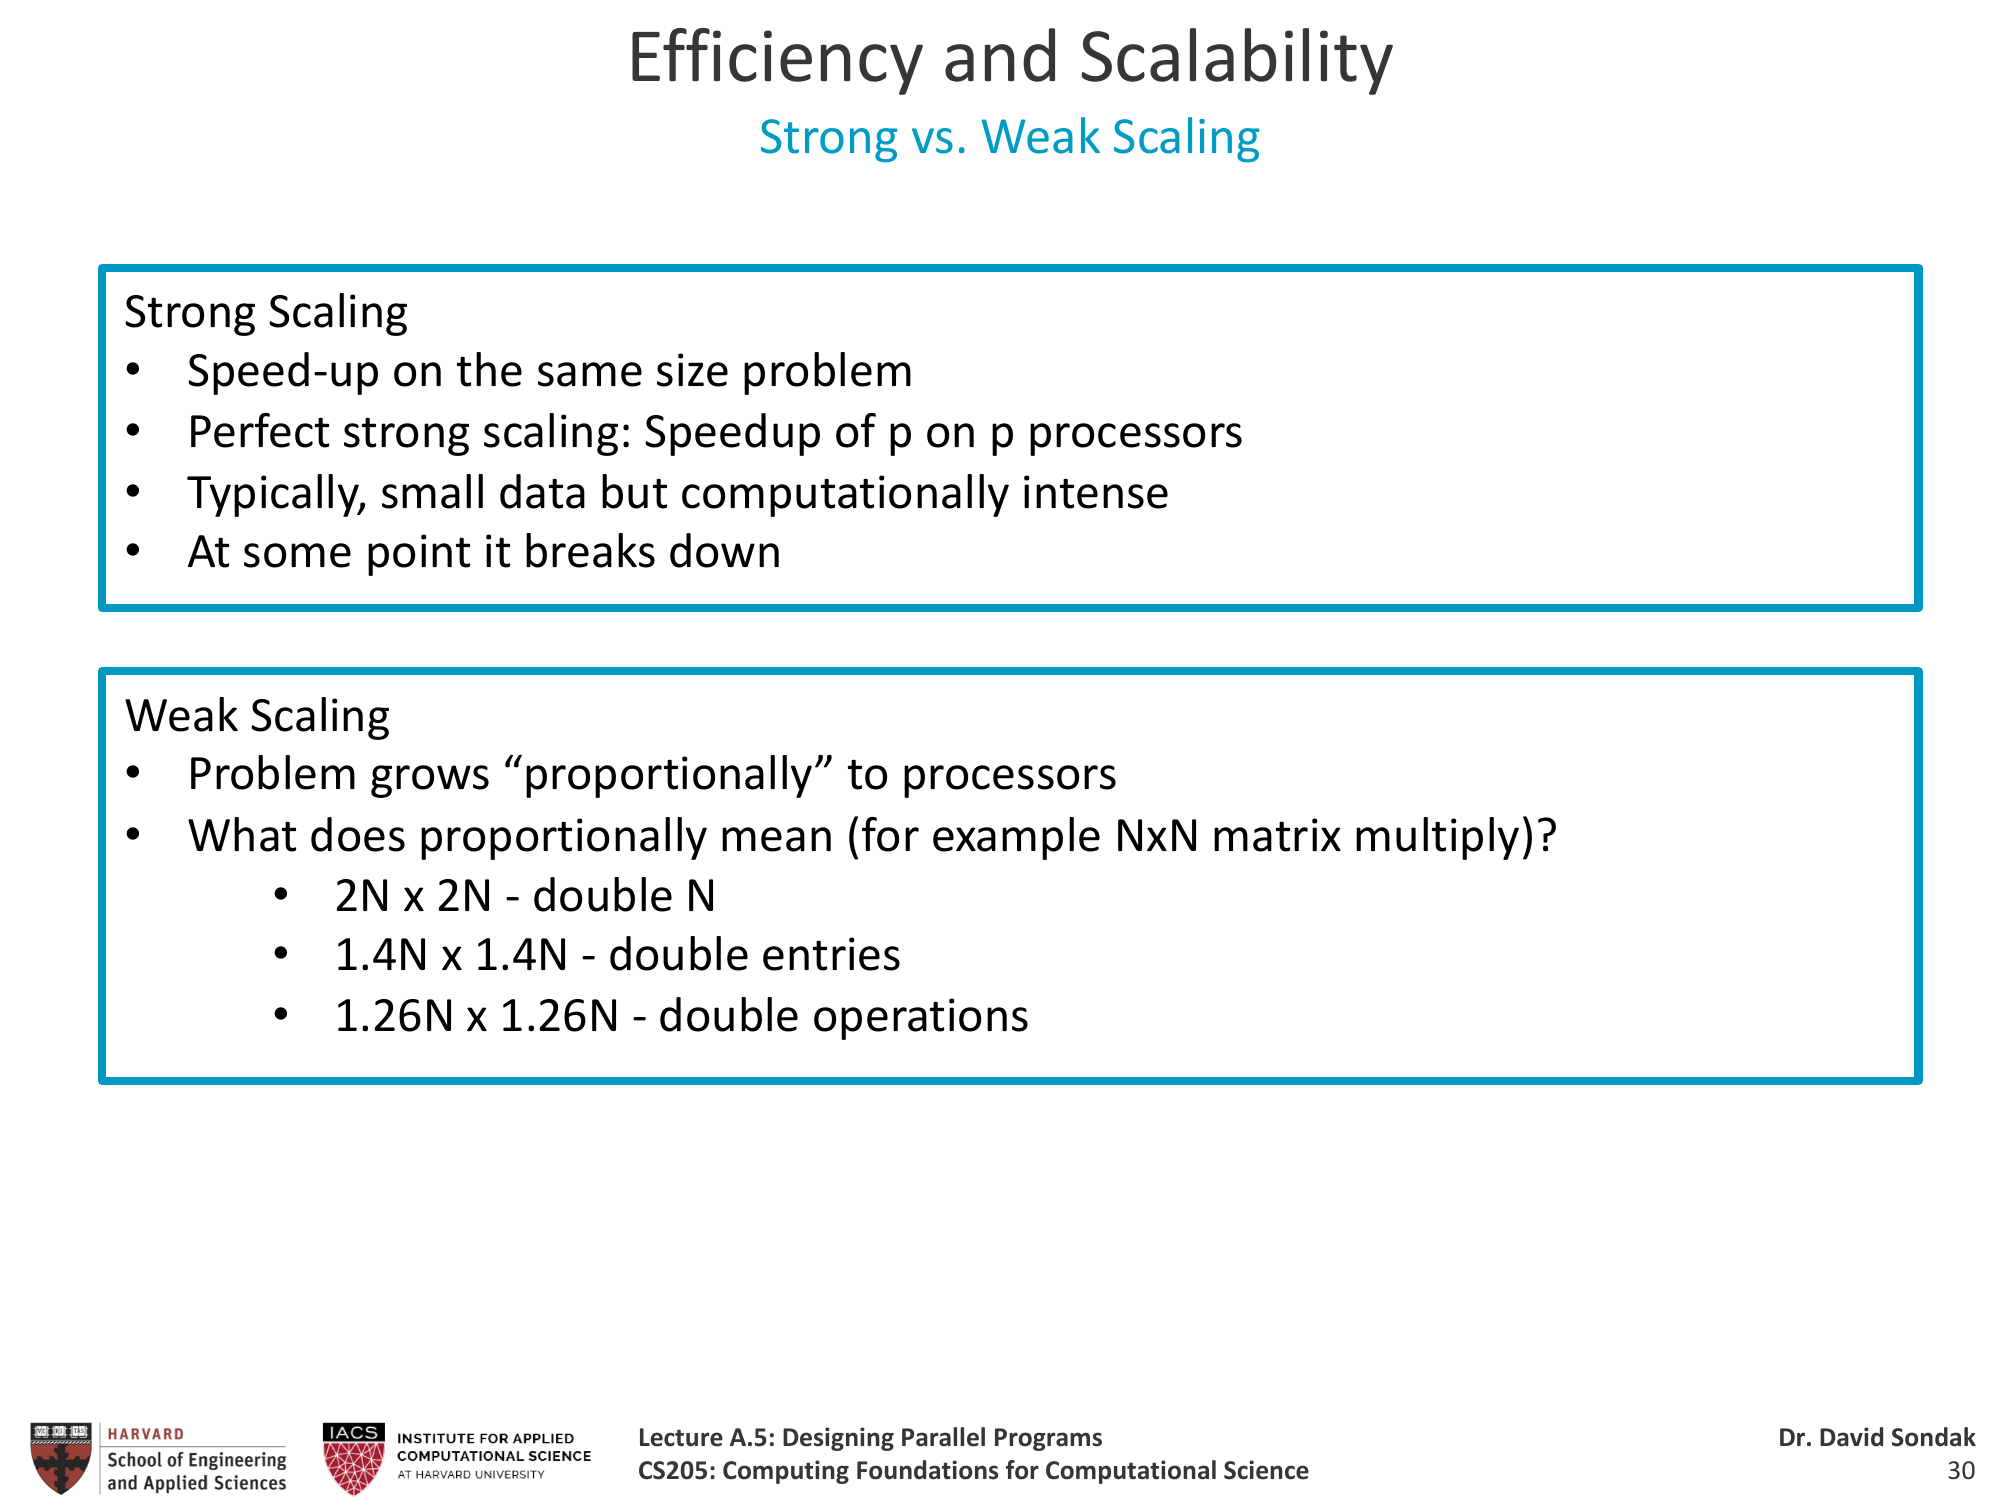 Efficiency and Scalability
Strong vs. Weak Scaling
Strong Scaling
• Speed-up on the same size problem
• Perfect strong scaling: Speedup of p on p processors
• Typically, small data but computationally intense
• At some point it breaks down
Weak Scaling
• Problem grows “proportionally” to processors
• What does proportionally mean (for example NxN matrix multiply)?
• 2N x 2N - double N
• 1.4N x 1.4N - double entries
• 1.26N x 1.26N - double operations
HARVARD
School of Engineering
and Applied Sciences
IACS
INSTITUTE FOR APPLIED
COMPUTATIONAL SCIENCE
AT HARVARD UNIVERSITY
Lecture A.5: Designing Parallel Programs
CS205: Computing Foundations for Computational Science
Dr. David Sondak
30